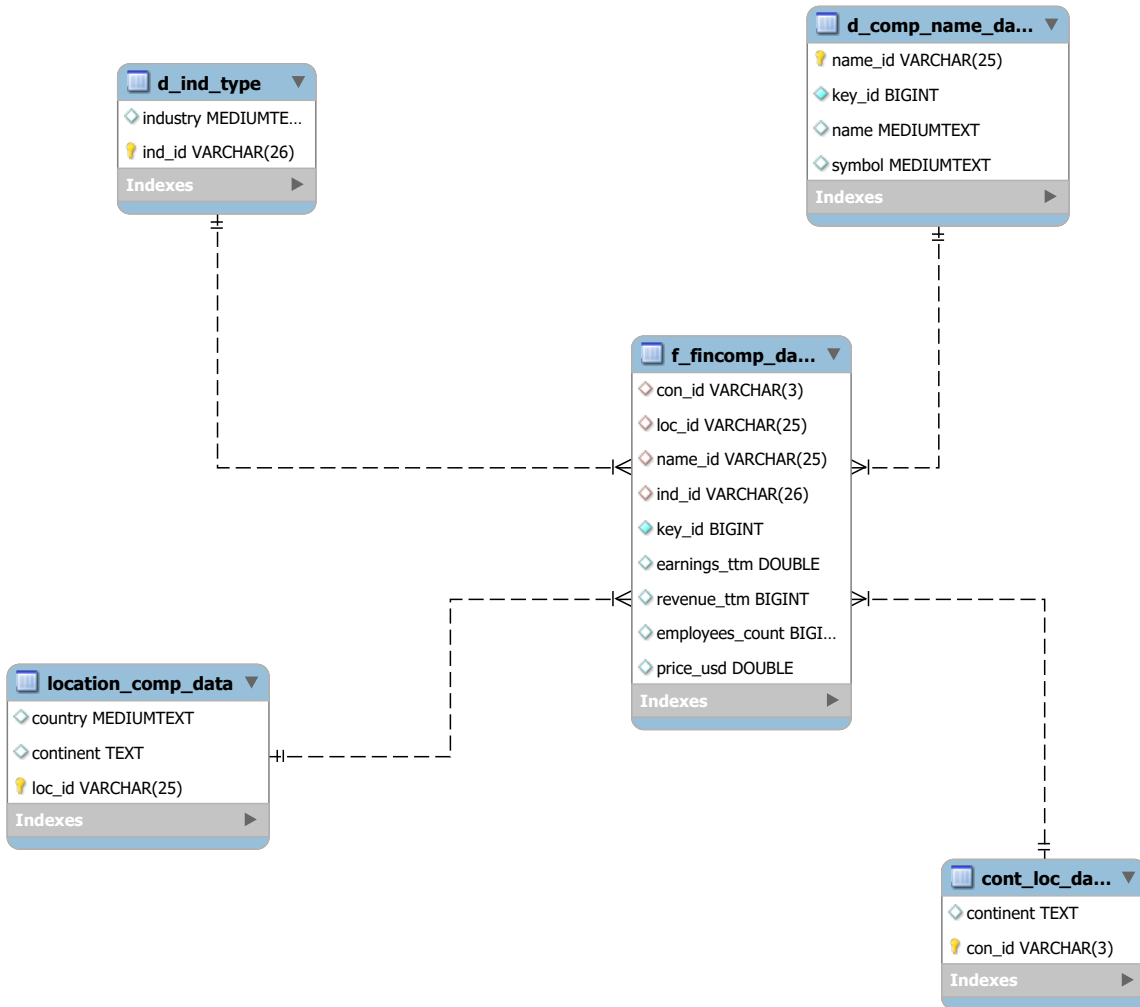 d_comp_name_da...
name_id VARCHAR(25)
key_id BIGINT
name MEDIUMTEXT
symbol MEDIUMTEXT
Indexes
d_ind_type
industry MEDIUMTE...
ind_id VARCHAR(26)
Indexes
f_fincomp_da...
con_id VARCHAR(3)
loc_id VARCHAR(25)
name_id VARCHAR(25)
ind_id VARCHAR(26)
key_id BIGINT
earnings_ttm DOUBLE
revenue_ttm BIGINT
employees_count BIGI...
price_usd DOUBLE
Indexes
location_comp_data
country MEDIUMTEXT
continent TEXT
loc_id VARCHAR(25)
Indexes
cont_loc_da...
continent TEXT
con_id VARCHAR(3)
Indexes